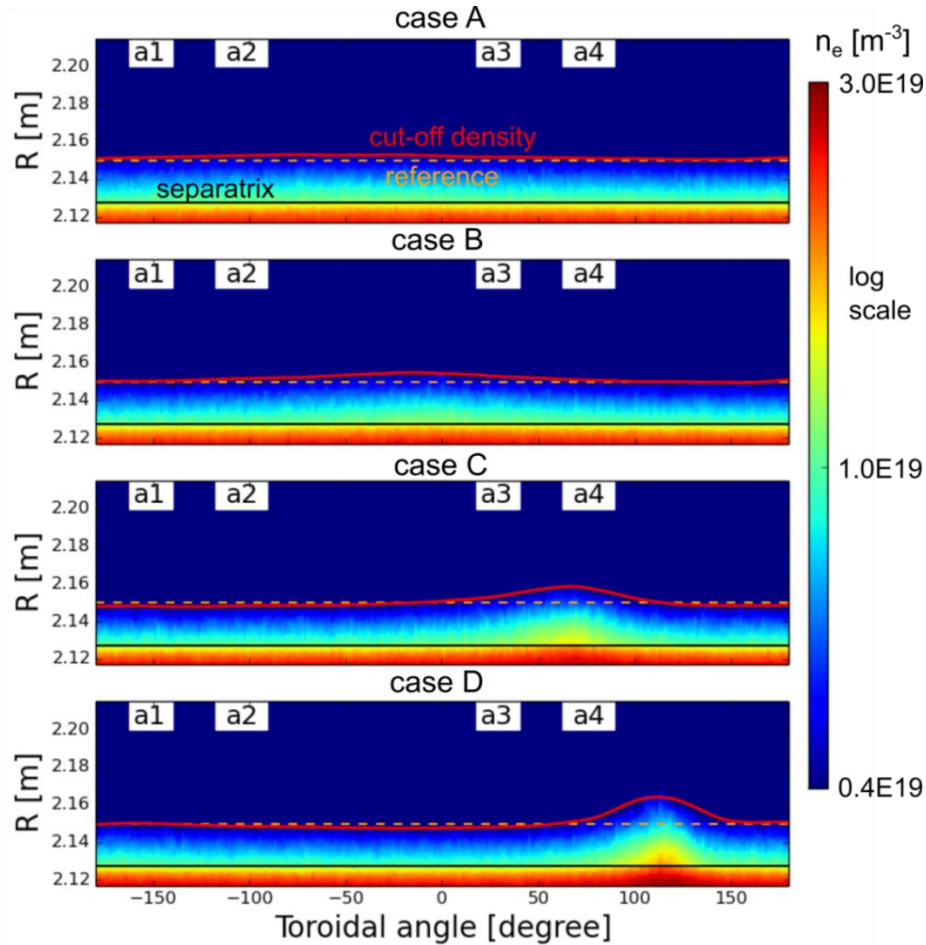 case A
n_e [m^-3]
a1 a2 a3 a4
3.0E19
2.20
2.18
2.16
2.14
2.12
R [m]
cut-off density
reference
separatrix
case B
a1 a2 a3 a4
2.20
2.18
2.16
2.14
2.12
R [m]
log
scale
case C
a1 a2 a3 a4
2.20
2.18
2.16
2.14
2.12
R [m]
1.0E19
case D
a1 a2 a3 a4
2.20
2.18
2.16
2.14
2.12
R [m]
0.4E19
−150 −100 −50 0 50 100 150
Toroidal angle [degree]